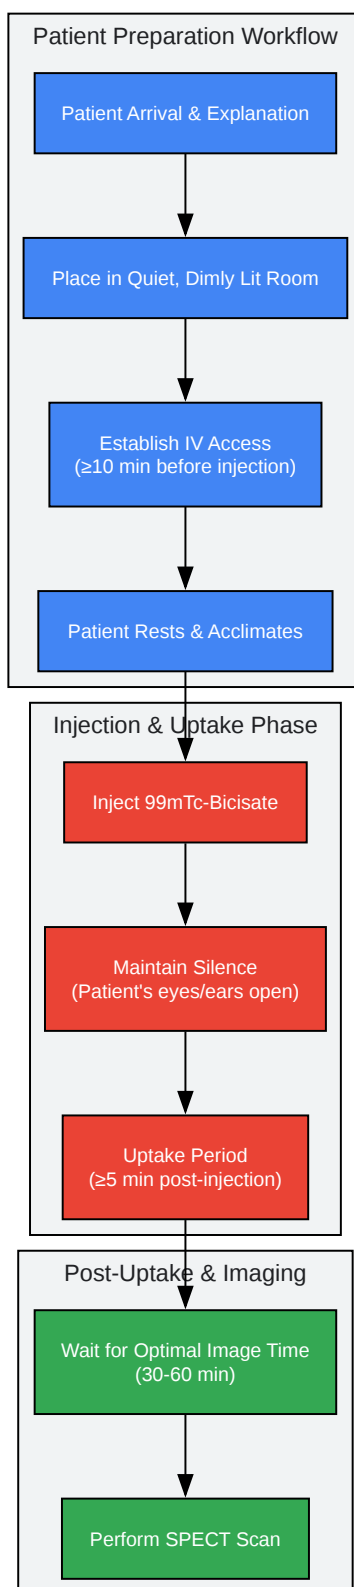 Patient Preparation Workflow
Patient Arrival & Explanation
Place in Quiet, Dimly Lit Room
Establish IV Access
(≥10 min before injection)
Patient Rests & Acclimates
Injection & Uptake Phase
Inject 99mTc-Bicisate
Maintain Silence
(Patient's eyes/ears open)
Uptake Period
(≥5 min post-injection)
Post-Uptake & Imaging
Wait for Optimal Image Time
(30-60 min)
Perform SPECT Scan